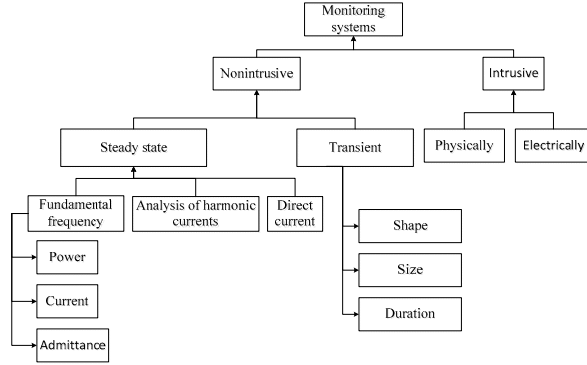 Monitoring
systems
Nonintrusive
Intrusive
Steady state
Transient
Physically
Electrically
Fundamental
frequency
Analysis of harmonic
currents
Direct
current
Power
Current
Admittance
Shape
Size
Duration